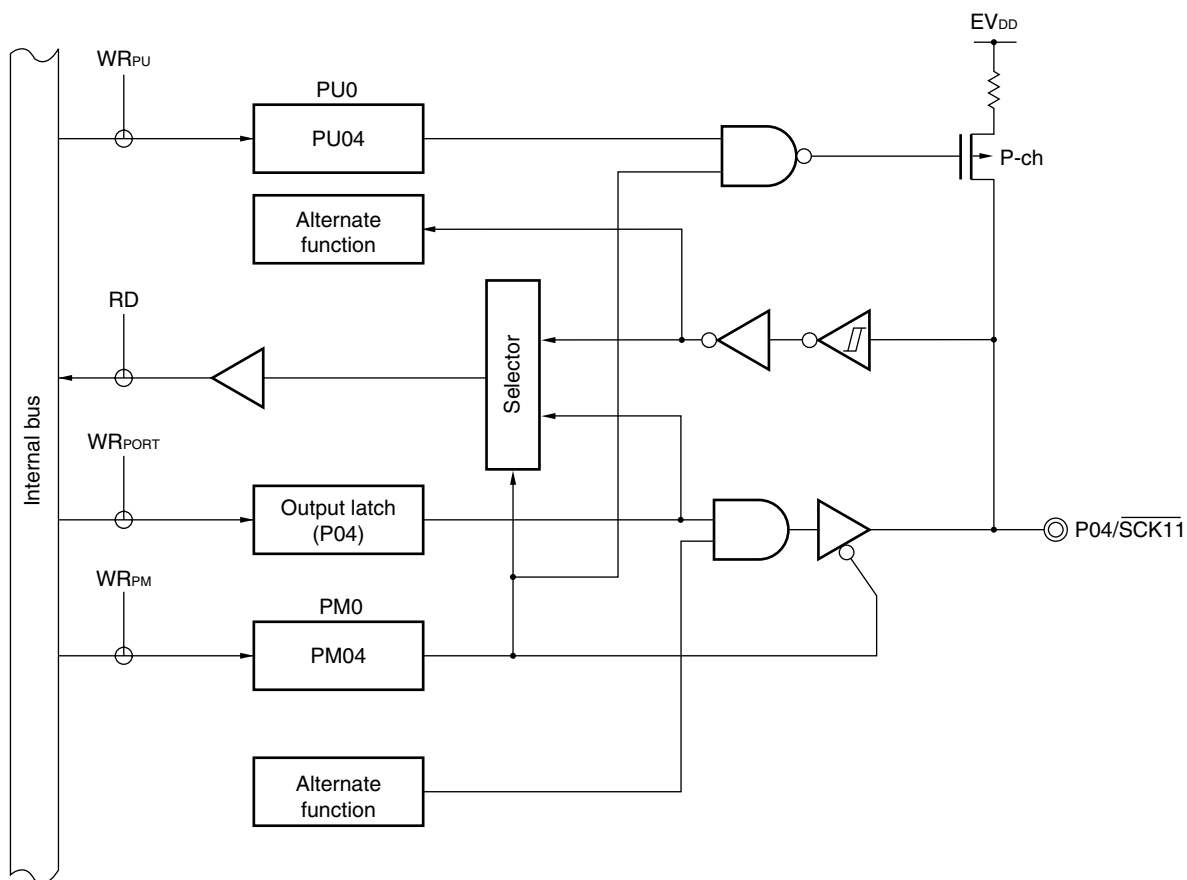 EVDD
WRPU
PU0
PU04
P-ch
Alternate
function
RD
Selector
Internal bus
WRPORT
Output latch
(P04)
P04/SCK11
WRPM
PM0
PM04
Alternate
function